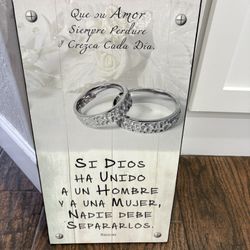 Que su Amor
Siempre Perdure
y Crezca Cada Día.
Si Dios
ha Unido
a un Hombre
y a una Mujer,
Nadie debe
Separarlos.